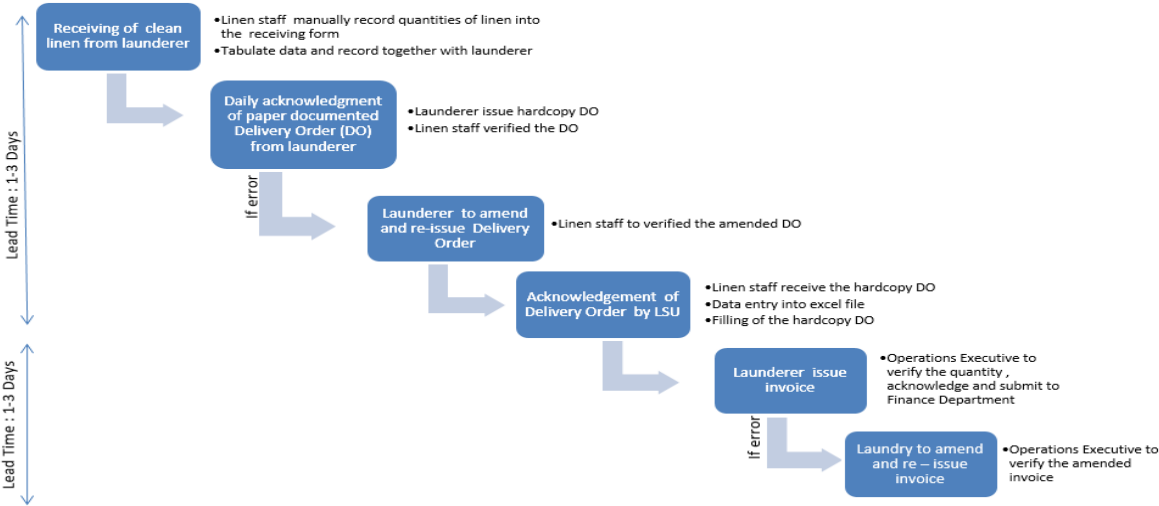 Receiving of clean
linen from launderer
•Linen staff manually record quantities of linen into
the receiving form
•Tabulate data and record together with launderer
Daily acknowledgment
of paper documented
Delivery Order (DO)
from launderer
•Launderer issue hardcopy DO
•Linen staff verified the DO
If error
Lead Time : 1-3 Days
Launderer to amend
and re-issue Delivery
Order
•Linen staff to verified the amended DO
Acknowledgement of
Delivery Order by LSU
•Linen staff receive the hardcopy DO
•Data entry into excel file
•Filling of the hardcopy DO
Launderer issue
invoice
•Operations Executive to
verify the quantity ,
acknowledge and submit to
Finance Department
If error
Lead Time : 1-3 Days
Laundry to amend
and re – issue
invoice
•Operations Executive to
verify the amended
invoice